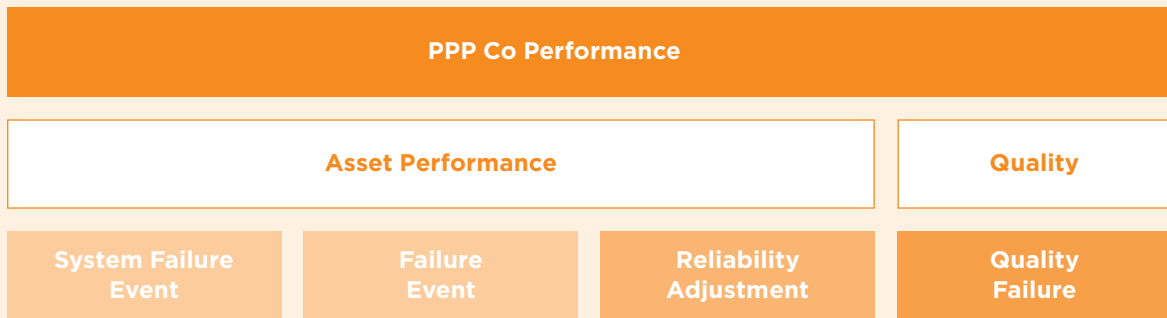 PPP Co Performance
Asset Performance
Quality
System Failure
Event
Failure
Event
Reliability
Adjustment
Quality
Failure